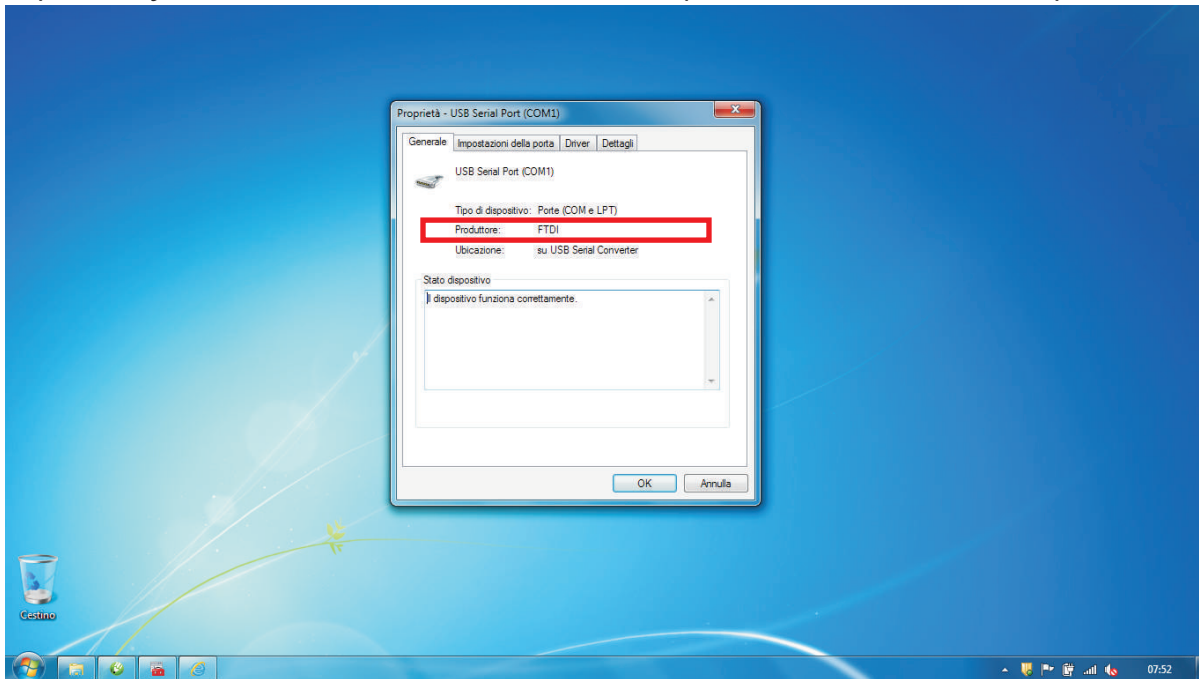 Proprietà - USB Serial Port (COM1)
Generale Impostazioni della porta Driver Dettagli
USB Serial Port (COM1)
Tipo di dispositivo: Porte (COM e LPT)
Produttore: FTDI
Ubicazione: su USB Serial Converter
Stato dispositivo
Il dispositivo funziona correttamente.
OK Annulla
Cestino
07:52